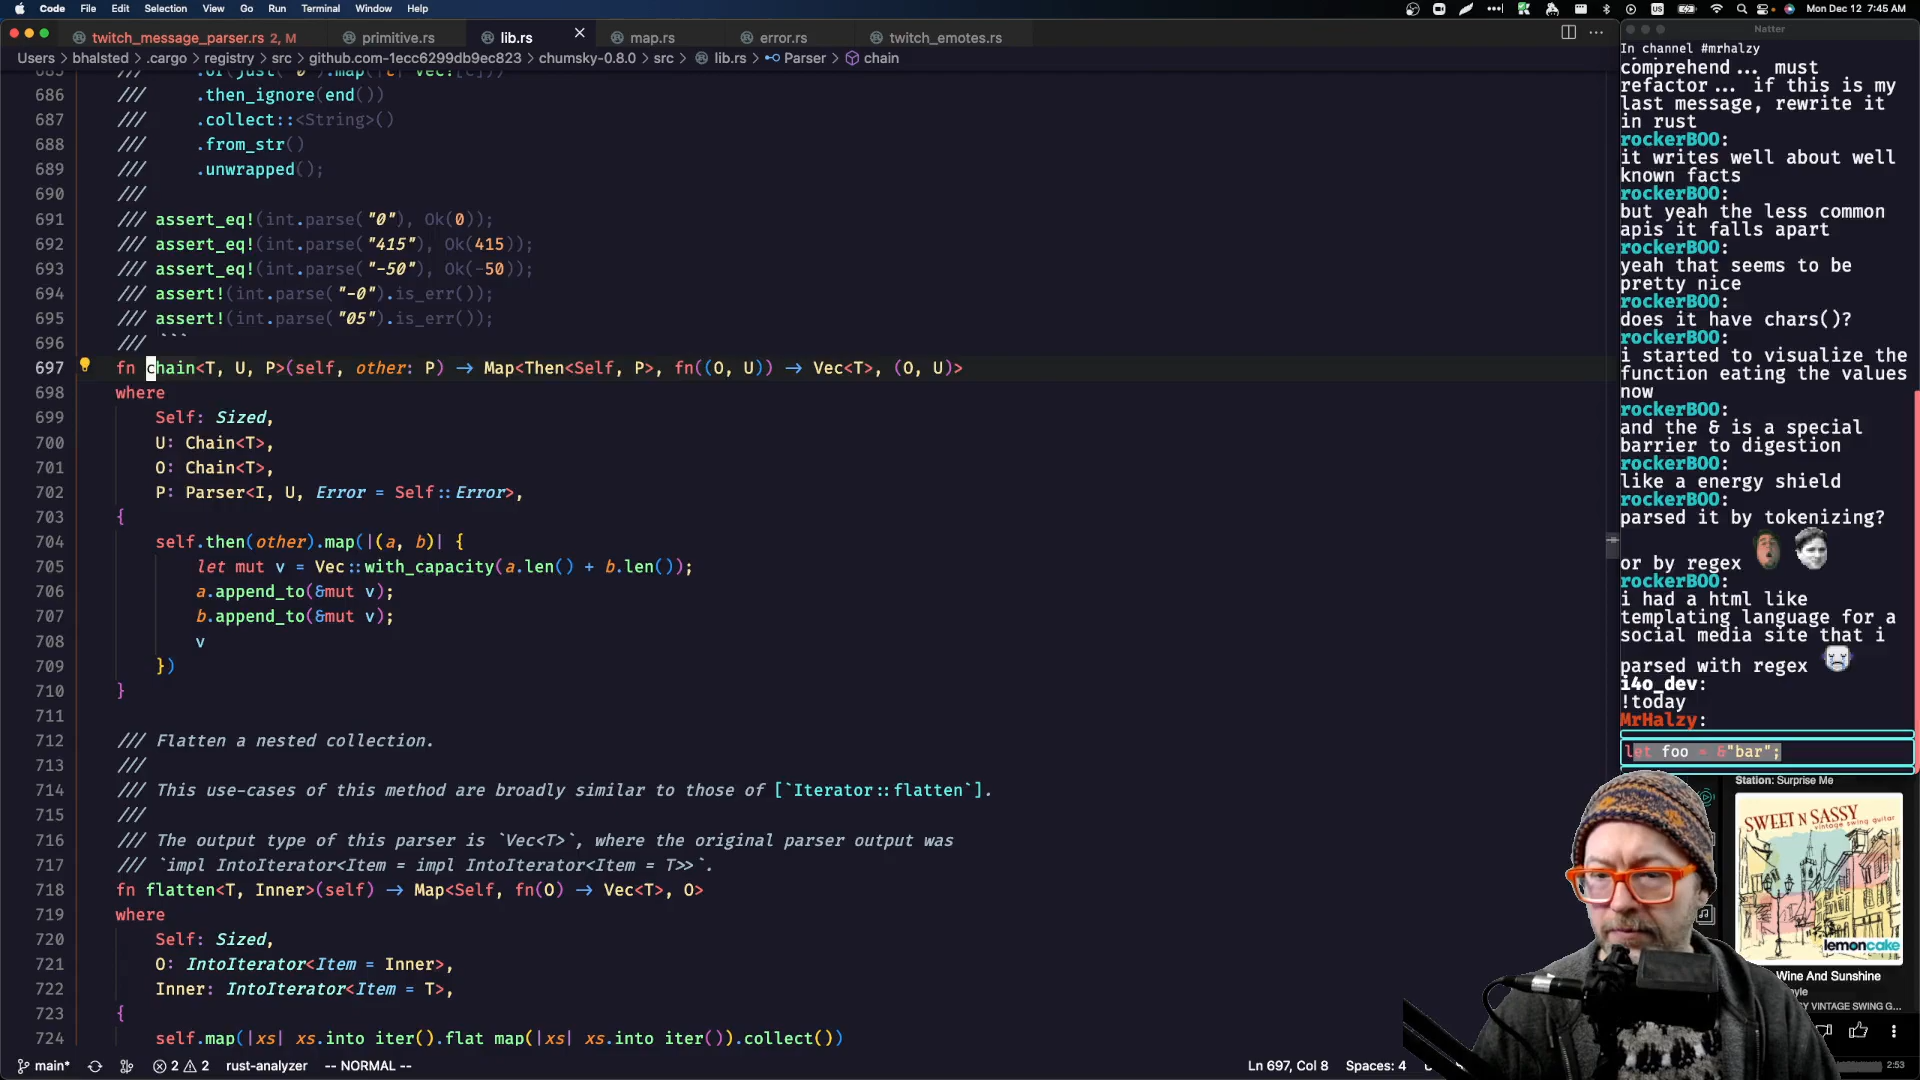 Code File Edit Selection View Go Run Terminal Window Help
US Mon Dec 12 7:45 AM
twitch_message_parser.rs 2, M
primitive.rs
lib.rs
map.rs
error.rs
twitch_emotes.rs
Users > bhalsted > .cargo > registry > src > github.com-1ecc6299db9ec823 > chumsky-0.8.0 > src > lib.rs > Parser > chain
686 /// .then_ignore(end())
687 /// .collect::<String>()
688 /// .from_str()
689 /// .unwrapped();
690 ///
691 /// assert_eq!(int.parse("0"), Ok(0));
692 /// assert_eq!(int.parse("415"), Ok(415));
693 /// assert_eq!(int.parse("-50"), Ok(-50));
694 /// assert!(int.parse("-0").is_err());
695 /// assert!(int.parse("05").is_err());
696 /// ```
697 fn chain<T, U, P>(self, other: P) → Map<Then<Self, P>, fn((O, U)) → Vec<T>, (O, U)>
698 where
699 Self: Sized,
700 U: Chain<T>,
701 O: Chain<T>,
702 P: Parser<I, U, Error = Self::Error>,
703 {
704 self.then(other).map(|(a, b)| {
705 let mut v = Vec::with_capacity(a.len() + b.len());
706 a.append_to(&mut v);
707 b.append_to(&mut v);
708 v
709 })
710 }
711
712 /// Flatten a nested collection.
713 ///
714 /// This use-cases of this method are broadly similar to those of [`Iterator::flatten`].
715 ///
716 /// The output type of this parser is `Vec<T>`, where the original parser output was
717 /// `impl IntoIterator<Item = impl IntoIterator<Item = T>>`.
718 fn flatten<T, Inner>(self) → Map<Self, fn(O) → Vec<T>, O>
719 where
720 Self: Sized,
721 O: IntoIterator<Item = Inner>,
722 Inner: IntoIterator<Item = T>,
723 {
724 self.map(|xs| xs.into_iter().flat_map(|xs| xs.into_iter()).collect())
main* 2 2 rust-analyzer -- NORMAL -- Ln 697, Col 8 Spaces: 4
Natter
In channel #mrhalzy
comprehend... must
refactor... if this is my
last message, rewrite it
in rust
rockerBOO:
it writes well about well
known facts
rockerBOO:
but yeah the less common
apis it falls apart
rockerBOO:
yeah that seems to be
pretty nice
rockerBOO:
does it have chars()?
rockerBOO:
i started to visualize the
function eating the values
now
rockerBOO:
and the & is a special
barrier to digestion
rockerBOO:
like a energy shield
rockerBOO:
parsed it by tokenizing?
or by regex
rockerBOO:
i had a html like
templating language for a
social media site that i
parsed with regex
i4o_dev:
!today
MrHalzy:
let foo = &"bar";
Station: Surprise Me
SWEET N SASSY
vintage swing guitar
lemoncake
Wine And Sunshine
VINTAGE SWING G...
2:53